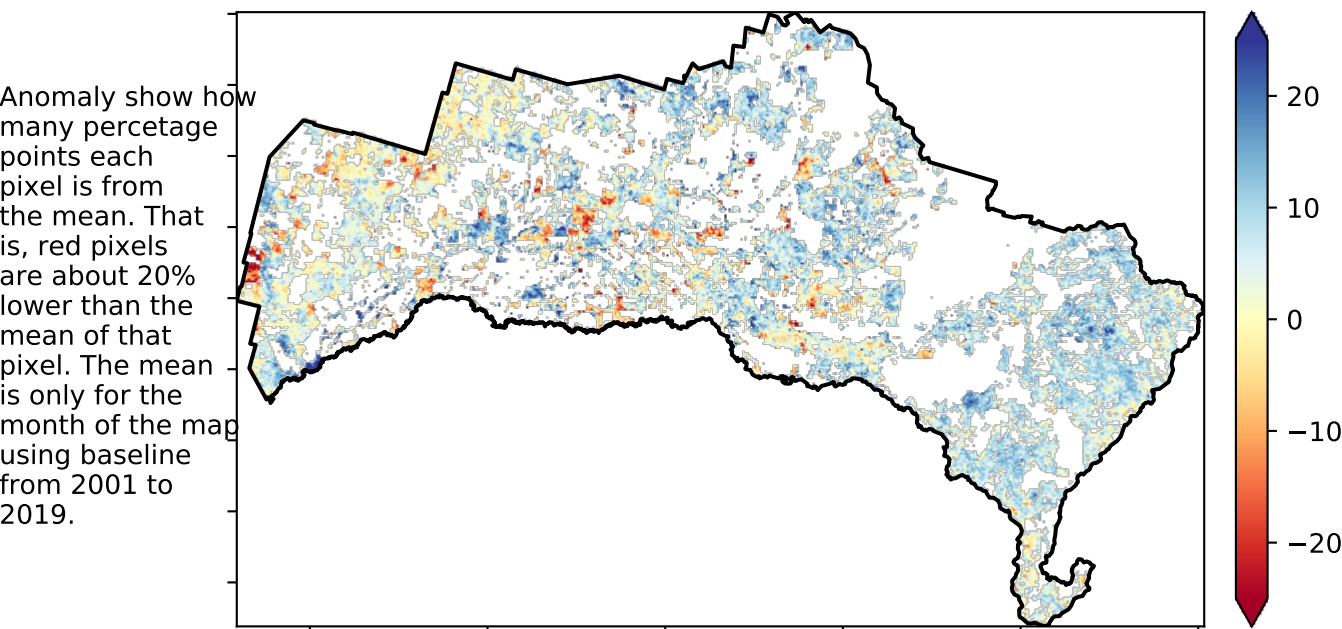 Anomaly show how
many percetage
points each
pixel is from
the mean. That
is, red pixels
are about 20%
lower than the
mean of that
pixel. The mean
is only for the
month of the map
using baseline
from 2001 to
2019.
20
10
0
−10
−20